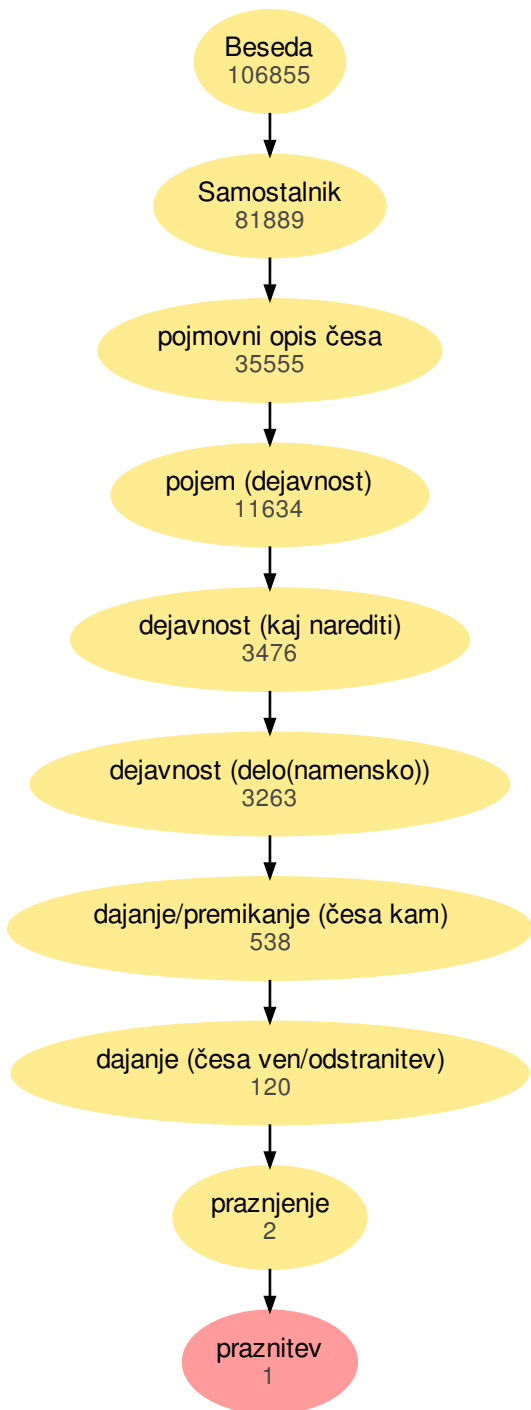 Beseda
106855
Samostalnik
81889
pojmovni opis česa
35555
pojem (dejavnost)
11634
dejavnost (kaj narediti)
3476
dejavnost (delo(namensko))
3263
dajanje/premikanje (česa kam)
538
dajanje (česa ven/odstranitev)
120
praznjenje
2
praznitev
1